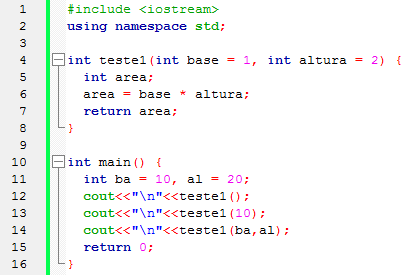 1 #include <iostream>
2 using namespace std;
3
4 int teste1(int base = 1, int altura = 2) {
5 int area;
6 area = base * altura;
7 return area;
8 }
9
10 int main() {
11 int ba = 10, al = 20;
12 cout<<"\n"<<teste1();
13 cout<<"\n"<<teste1(10);
14 cout<<"\n"<<teste1(ba,al);
15 return 0;
16 }